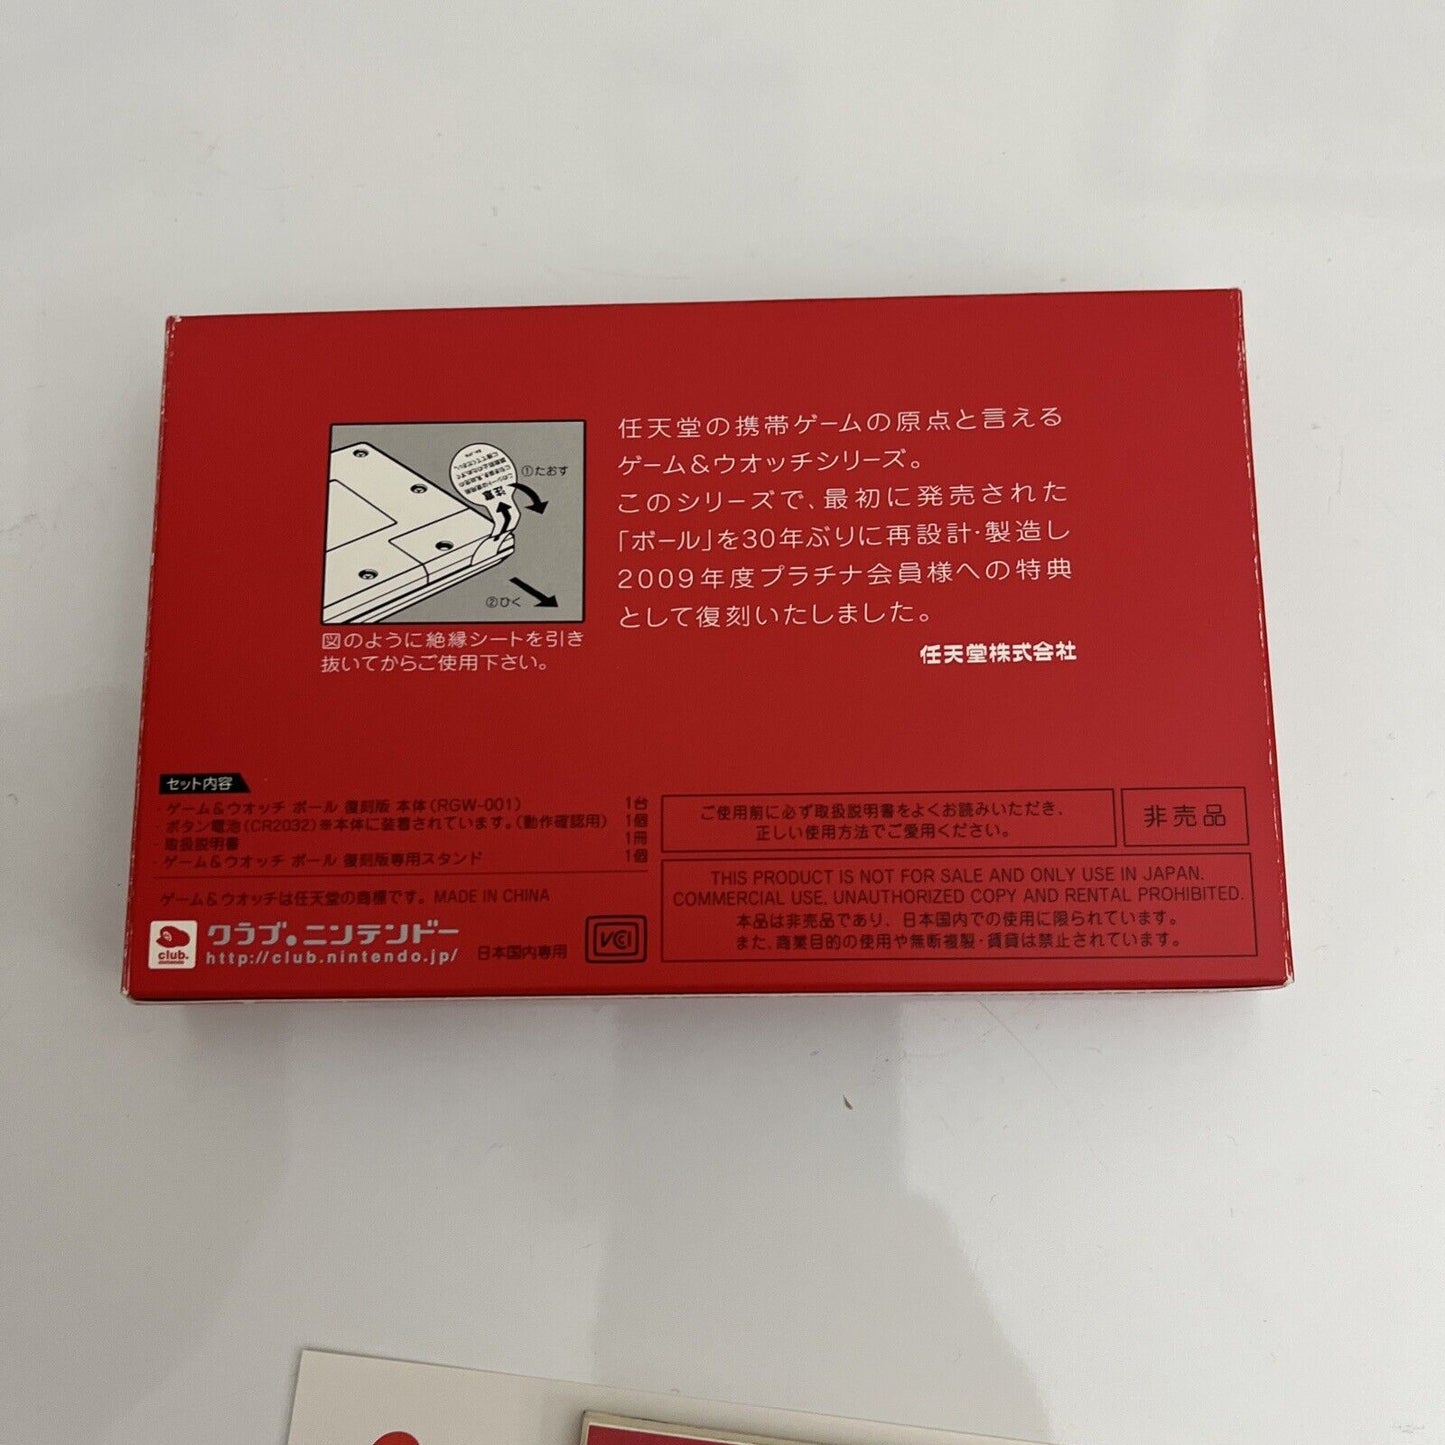 任天堂の携帯ゲームの原点と言える
ゲーム＆ウオッチシリーズ。
このシリーズで、最初に発売された
「ボール」を30年ぶりに再設計・製造し
2009年度プラチナ会員様への特典
として復刻いたしました。
任天堂株式会社
①たおす
注意
②ひく
図のように絶縁シートを引き
抜いてからご使用下さい。
セット内容
・ゲーム＆ウオッチ ボール 復刻版 本体（RGW-001） 1台
・ボタン電池（CR2032）※本体に装着されています。（動作確認用） 1個
・取扱説明書 1冊
・ゲーム＆ウオッチ ボール 復刻版専用スタンド 1個
ゲーム＆ウオッチは任天堂の商標です。 MADE IN CHINA
club.
nintendo
クラブ・ニンテンドー
http://club.nintendo.jp/
日本国内専用
VCI
ご使用前に必ず取扱説明書をよくお読みいただき、
正しい使用方法でご愛用ください。
非売品
THIS PRODUCT IS NOT FOR SALE AND ONLY USE IN JAPAN.
COMMERCIAL USE, UNAUTHORIZED COPY AND RENTAL PROHIBITED.
本品は非売品であり、日本国内での使用に限られています。
また、商業目的の使用や無断複製・賃貸は禁止されています。